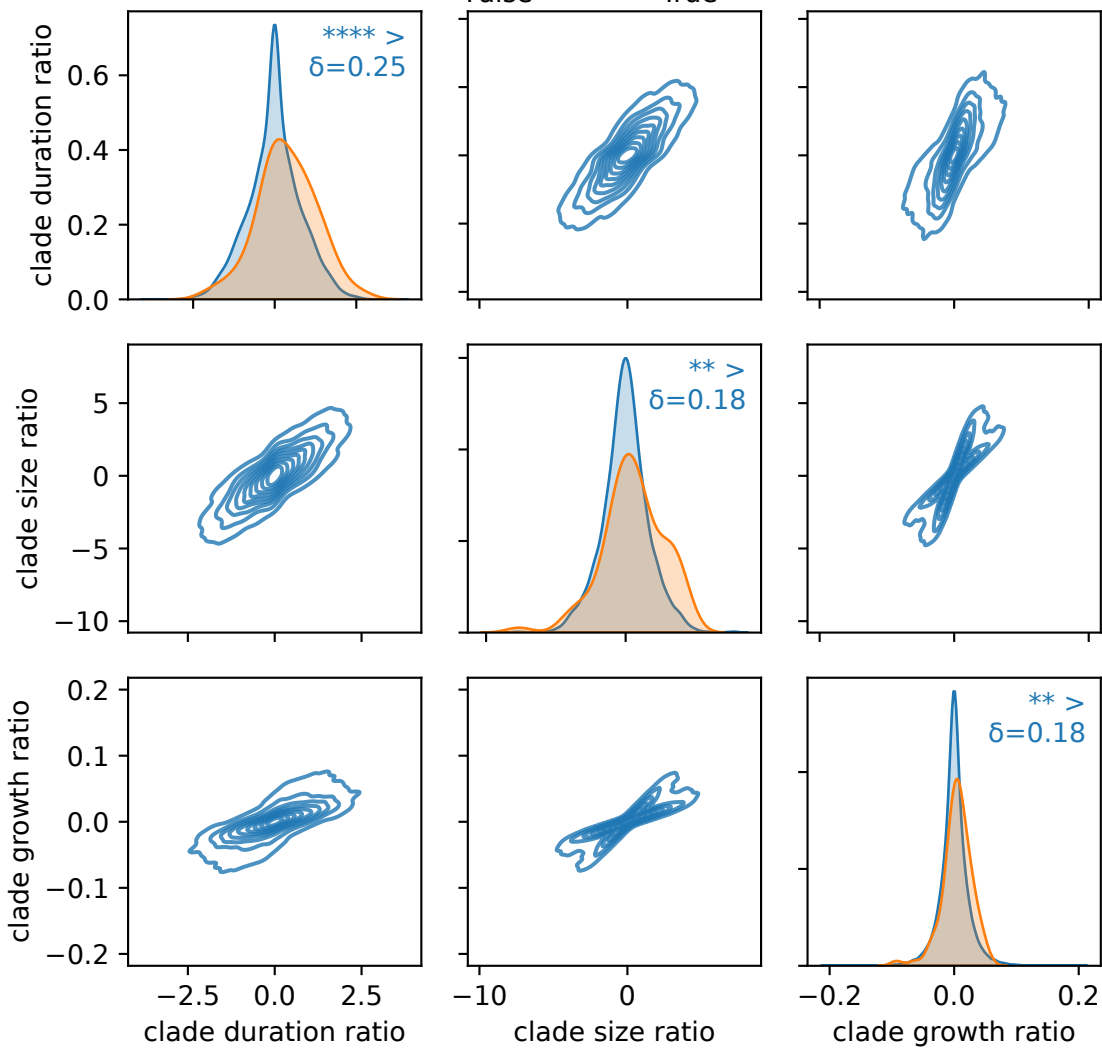 clade duration ratio
0.6
0.4
0.2
0.0
**** >
δ=0.25
clade size ratio
5
0
−5
−10
** >
δ=0.18
clade growth ratio
0.2
0.1
0.0
−0.1
−0.2
** >
δ=0.18
−2.5 0.0 2.5
−10 0
−0.2 0.0 0.2
clade duration ratio
clade size ratio
clade growth ratio